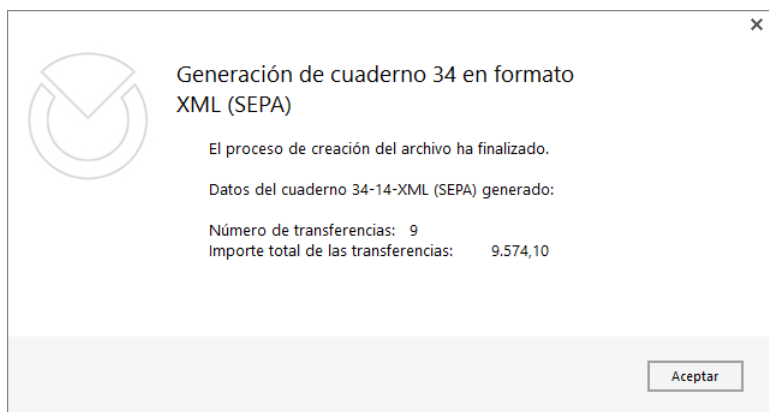 Generación de cuaderno 34 en formato
XML (SEPA)
El proceso de creación del archivo ha finalizado.
Datos del cuaderno 34-14-XML (SEPA) generado:
Número de transferencias: 9
Importe total de las transferencias: 9.574,10
Aceptar